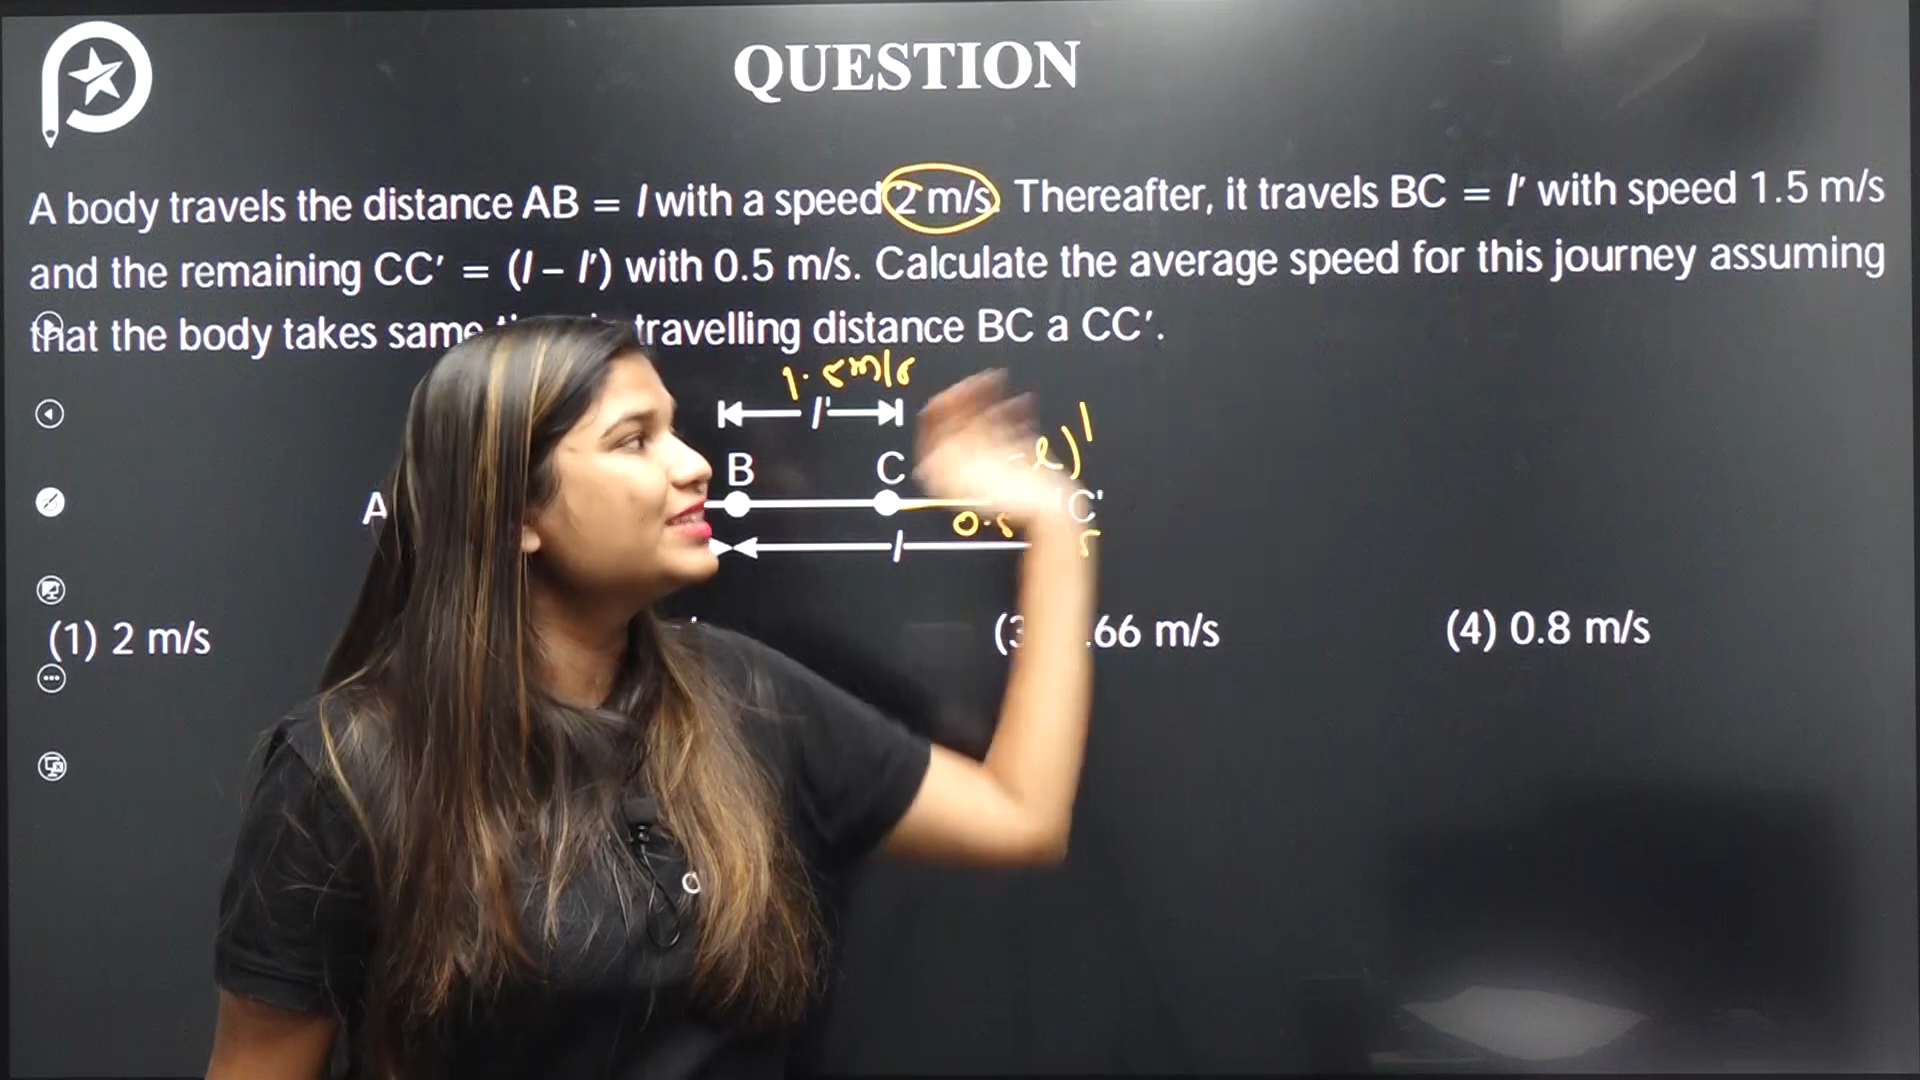 QUESTION
A body travels the distance AB = l with a speed 2 m/s. Thereafter, it travels BC = l′ with speed 1.5 m/s
and the remaining CC′ = (l – l′) with 0.5 m/s. Calculate the average speed for this journey assuming
that the body takes same travelling distance BC a CC′.
1.5m/s
l'
B C
A C'
l
(1) 2 m/s .66 m/s (4) 0.8 m/s